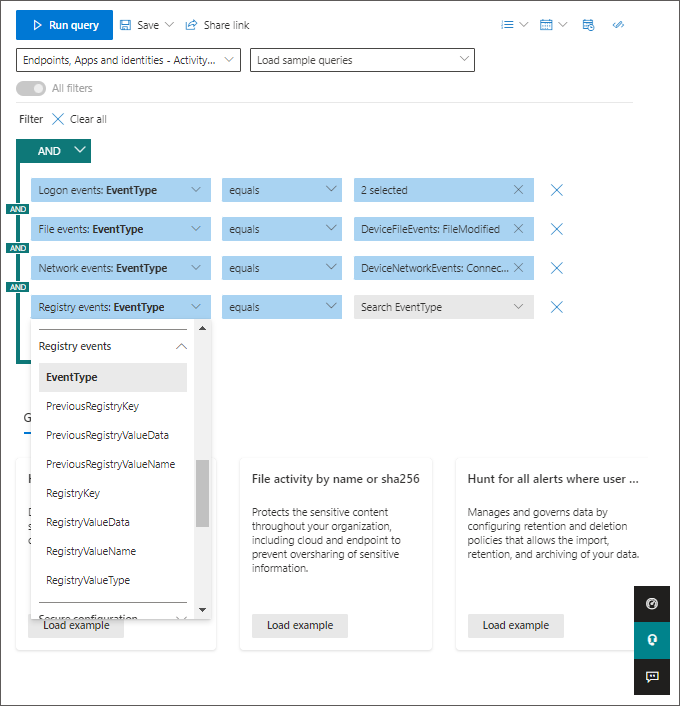 Run query Save Share link
Endpoints, Apps and identities - Activity... Load sample queries
All filters
Filter Clear all
AND
Logon events: EventType equals 2 selected
AND
File events: EventType equals DeviceFileEvents: FileModified
AND
Network events: EventType equals DeviceNetworkEvents: Connec...
AND
Registry events: EventType equals Search EventType
Registry events
EventType
PreviousRegistryKey
PreviousRegistryValueData
PreviousRegistryValueName
RegistryKey
RegistryValueData
RegistryValueName
RegistryValueType
Secure configuration
Load example
File activity by name or sha256
Protects the sensitive content
throughout your organization,
including cloud and endpoint to
prevent oversharing of sensitive
information.
Load example
Hunt for all alerts where user ...
Manages and governs data by
configuring retention and deletion
policies that allows the import,
retention, and archiving of your data.
Load example